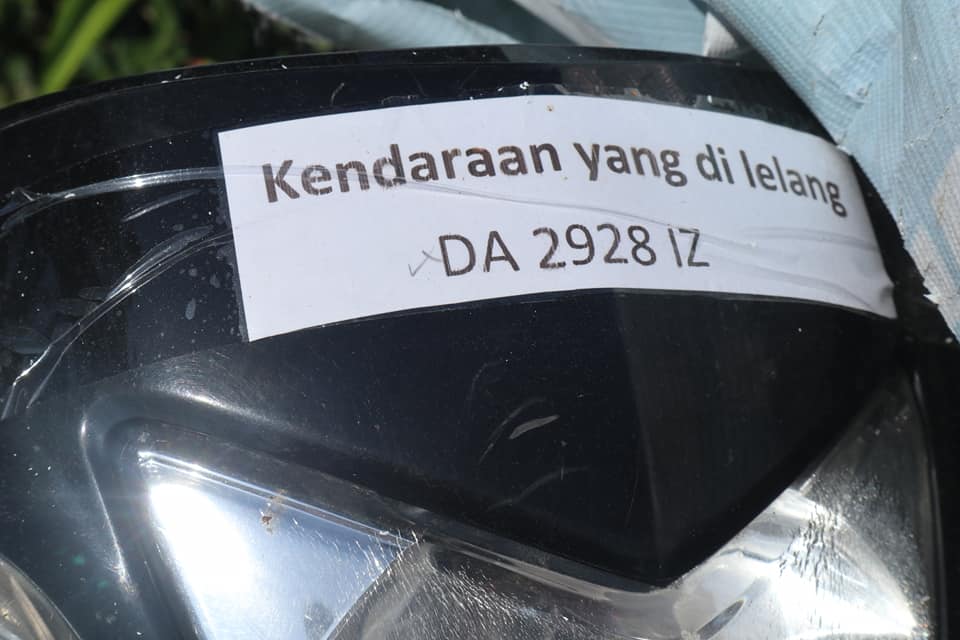 Kendaraan yang di lelang
DA 2928 IZ